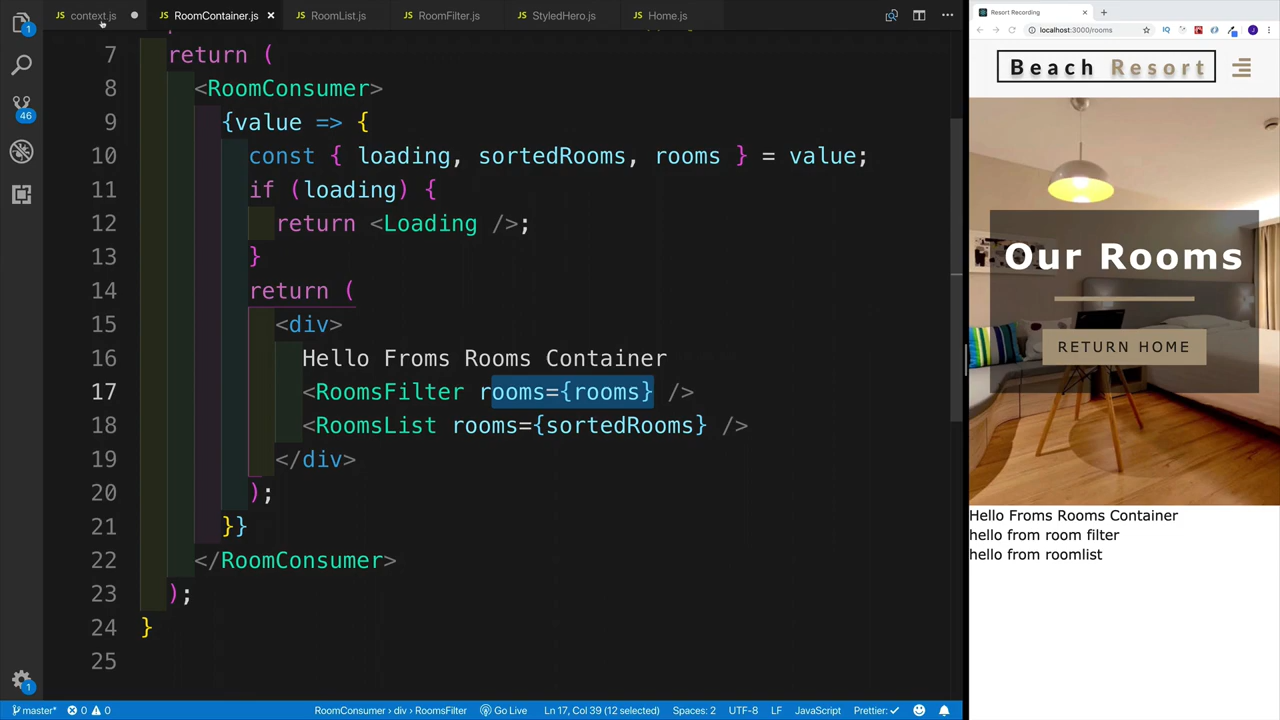 context.js
RoomContainer.js
RoomList.js
RoomFilter.js
StyledHero.js
Home.js
7 return (
8 <RoomConsumer>
9 {value => {
10 const { loading, sortedRooms, rooms } = value;
11 if (loading) {
12 return <Loading />;
13 }
14 return (
15 <div>
16 Hello Froms Rooms Container
17 <RoomsFilter rooms={rooms} />
18 <RoomsList rooms={sortedRooms} />
19 </div>
20 );
21 }}
22 </RoomConsumer>
23 );
24 }
25
1
46
1
master* 0 0 RoomConsumer › div › RoomsFilter Go Live Ln 17, Col 39 (12 selected) Spaces: 2 UTF-8 LF JavaScript Prettier: ✓
Resort Recording
localhost:3000/rooms
IQ
J
Beach Resort
Our Rooms
RETURN HOME
Hello Froms Rooms Container
hello from room filter
hello from roomlist